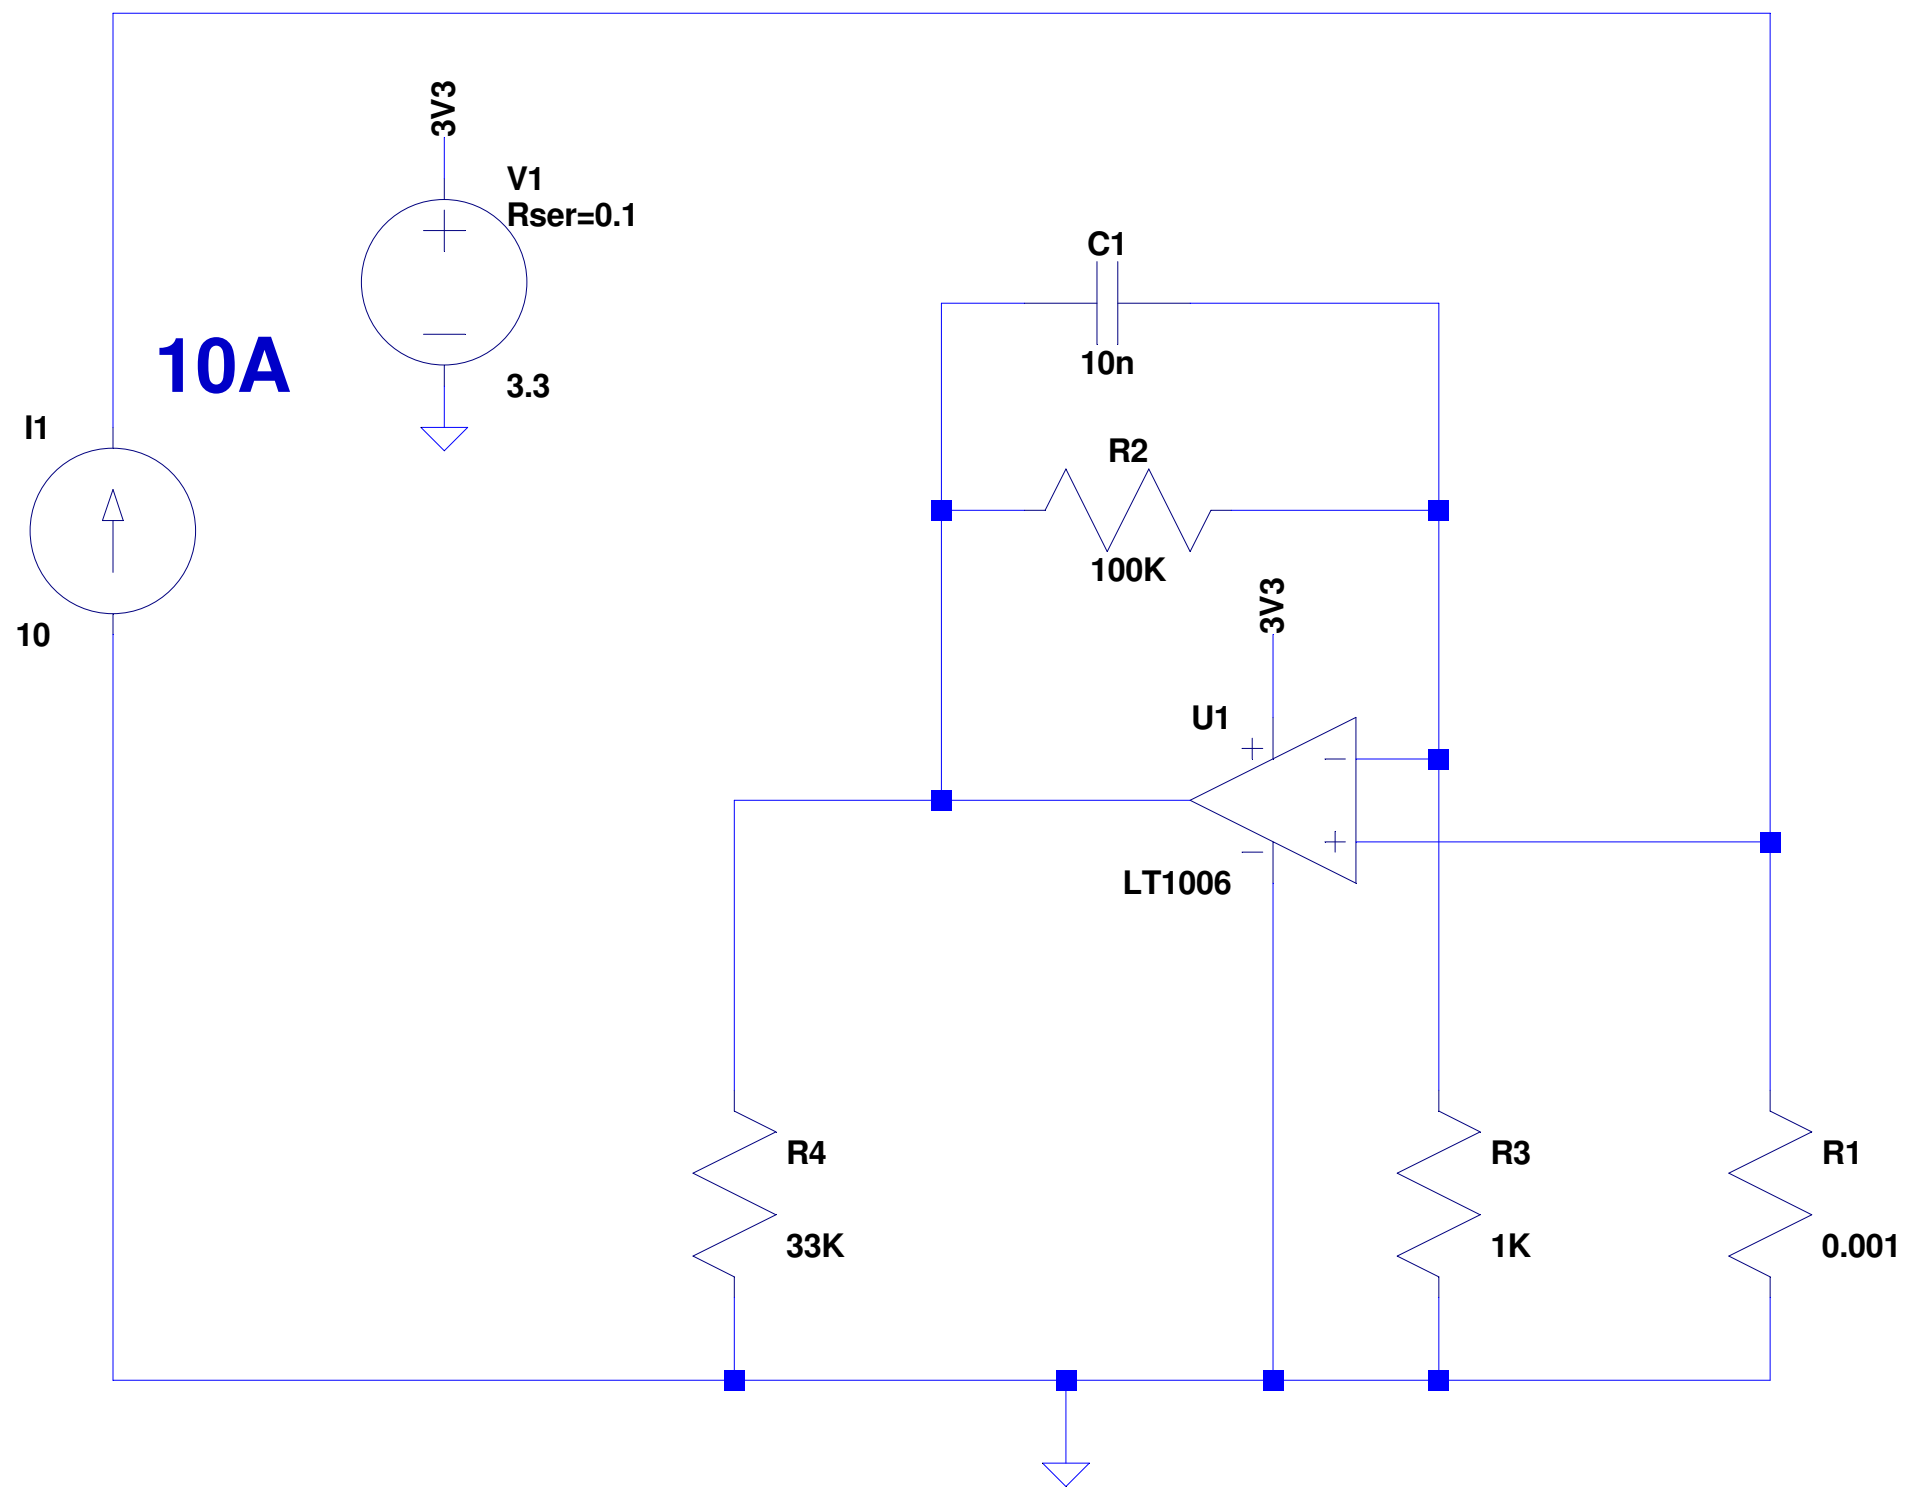 3V3
V1
Rser=0.1
C1
10A
10n
3.3
I1
R2
100K
3V3
10
U1
LT1006
R4
R3
R1
33K
1K
0.001